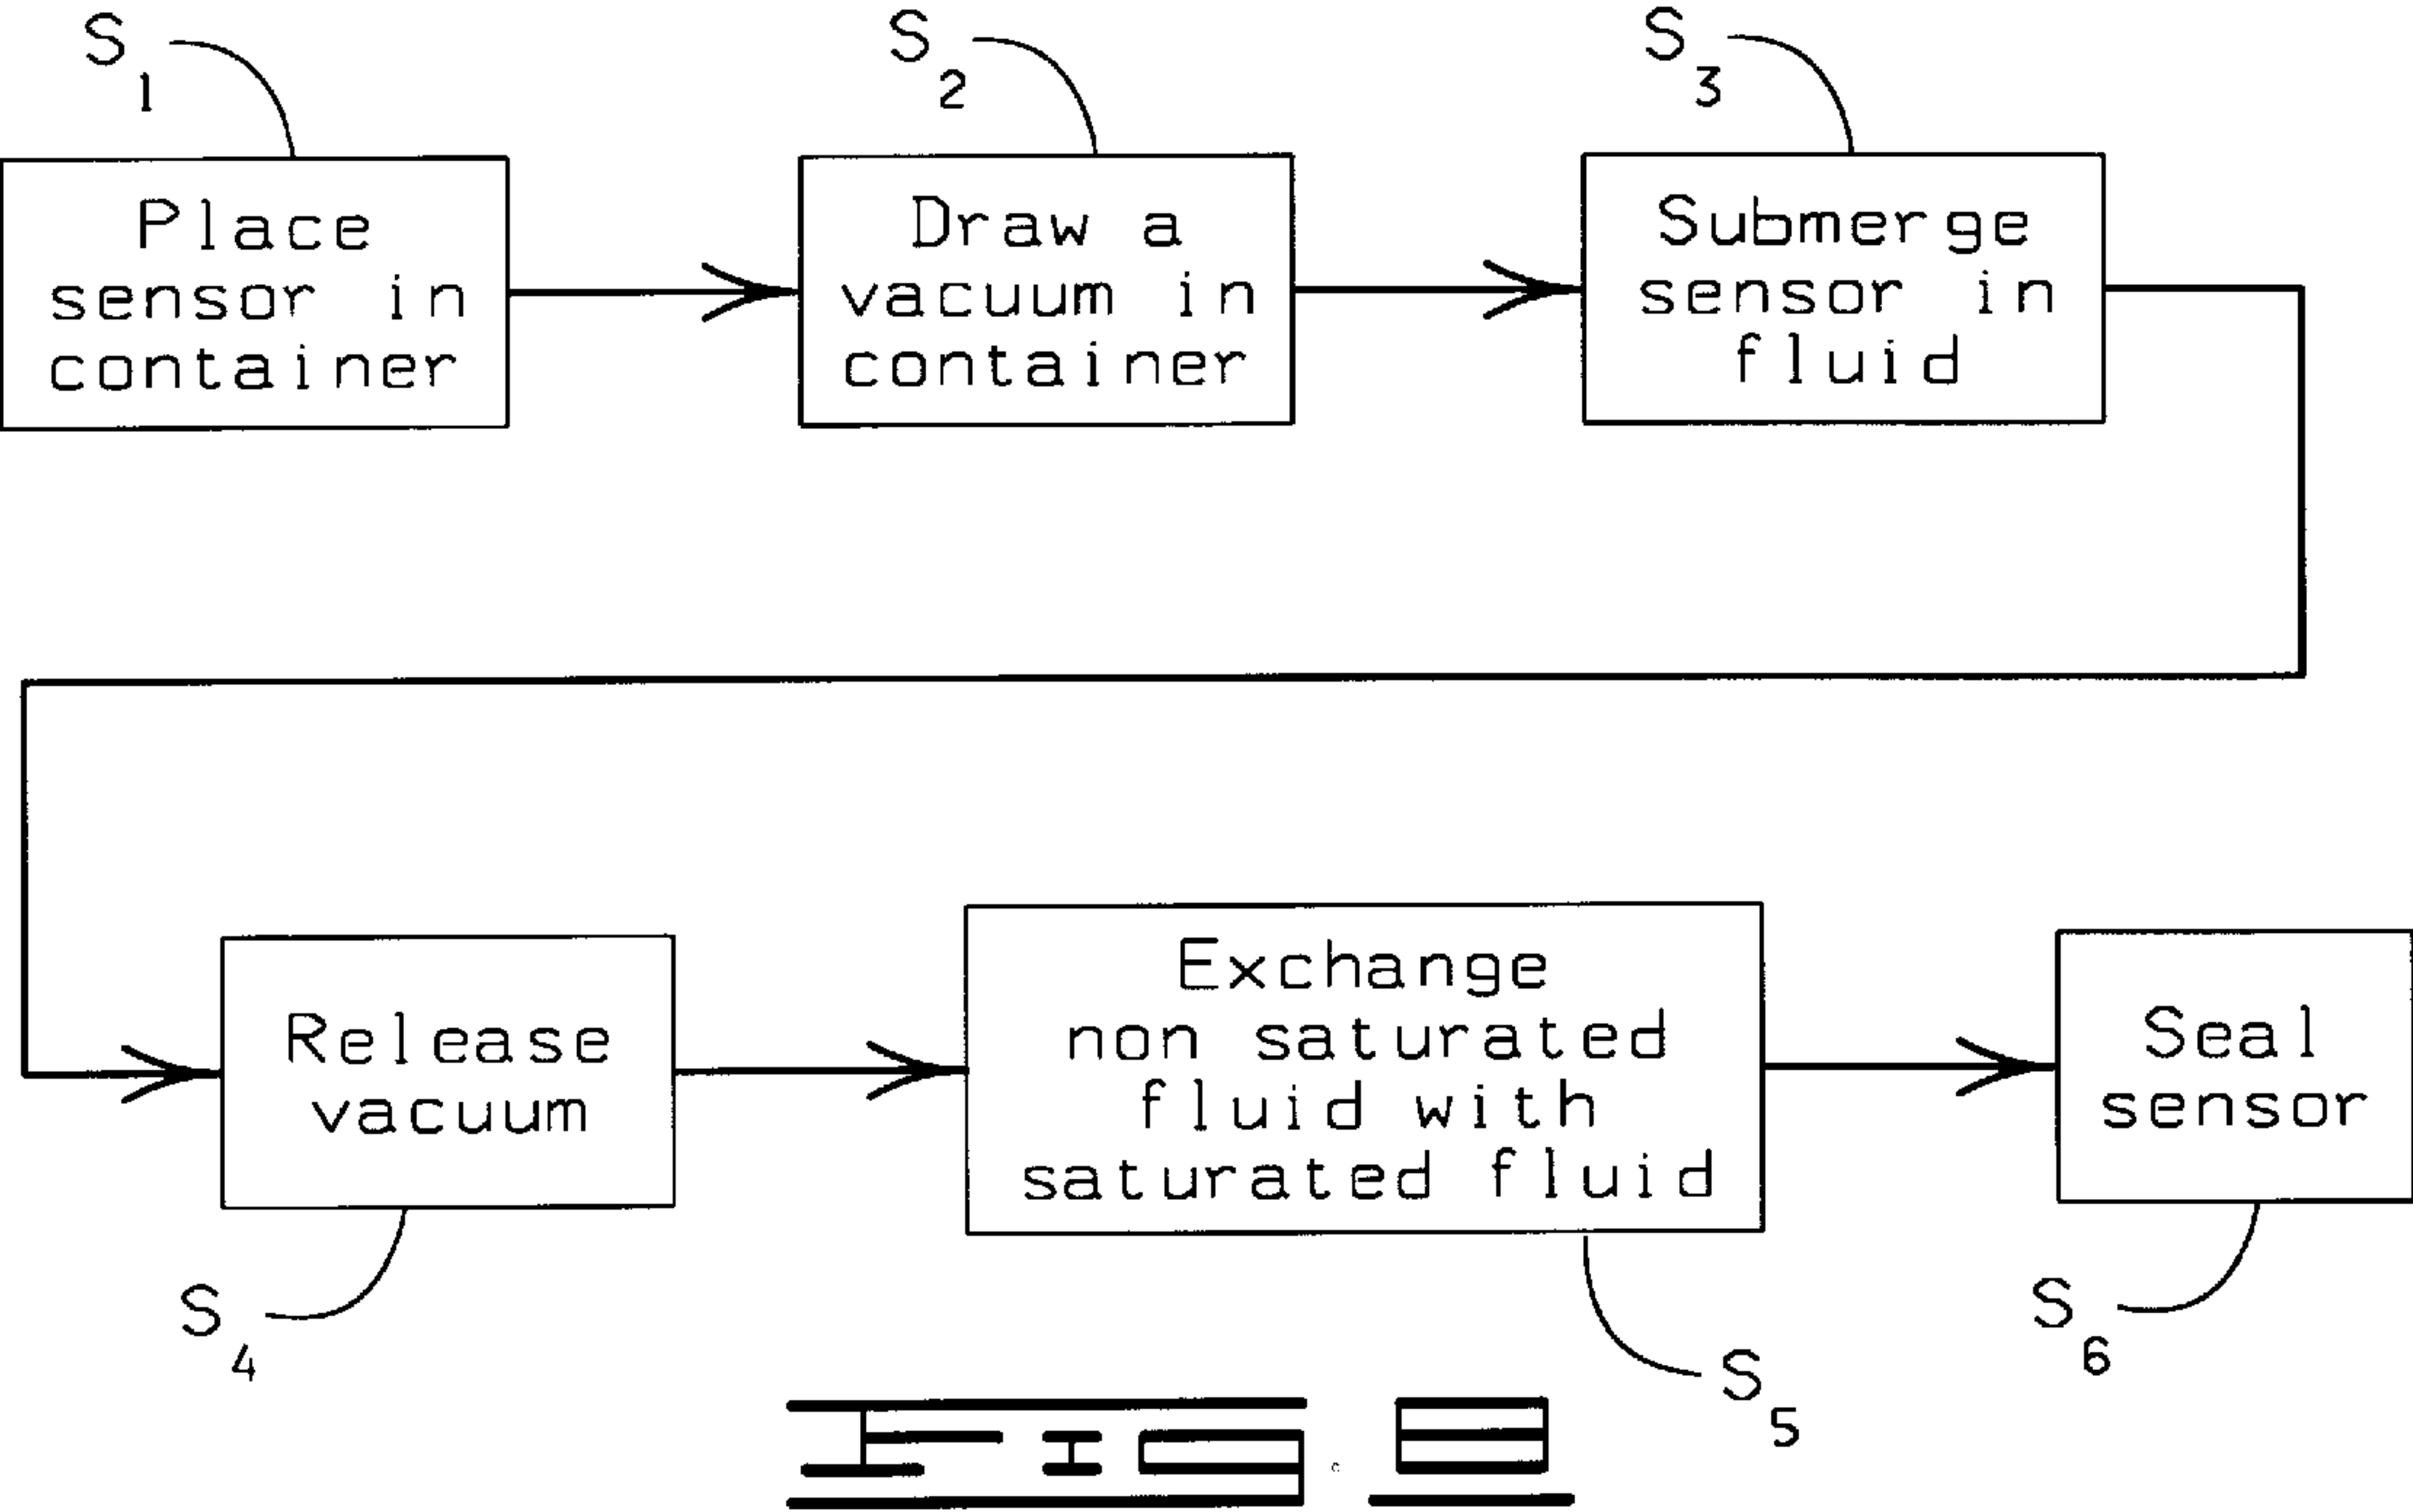 S1
S2
S3
Place
sensor in
container
Draw a
vacuum in
container
Submerge
sensor in
fluid
Release
vacuum
Exchange
non saturated
fluid with
saturated fluid
Seal
sensor
S4
S5
S6
FIG. 8